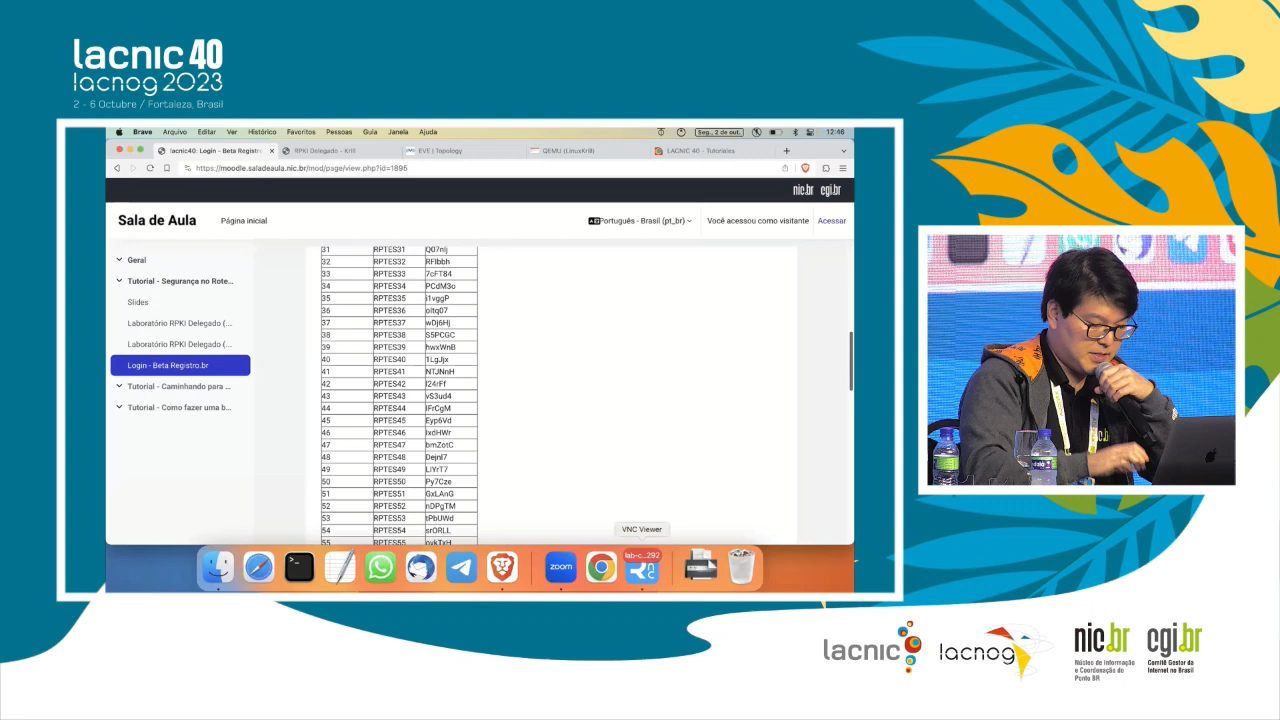 lacnic 40
lacnog 2023
2 - 6 Octubre / Fortaleza, Brasil
Brave Arquivo Editar Ver Histórico Favoritos Pessoas Guia Janela Ajuda
Seg., 2 de out. 12:46
lacnic40: Login - Beta Registro
RPKI Delegado - Krill
EVE | Topology
QEMU (LinuxKrill)
LACNIC 40 - Tutoriales
https://moodle.saladeaula.nic.br/mod/page/view.php?id=1895
nic.br cgi.br
Sala de Aula
Página inicial
Português - Brasil (pt_br)
Você acessou como visitante
Acessar
Geral
Tutorial - Segurança no Rote...
Slides
Laboratório RPKI Delegado (...
Laboratório RPKI Delegado (...
Login - Beta Registro.br
Tutorial - Caminhando para ...
Tutorial - Como fazer uma b...
31 RPTES31
32 RPTES32 RFIbbh
33 RPTES33 7cFT84
34 RPTES34 PCdM3o
35 RPTES35 i1vggP
36 RPTES36 oltq07
37 RPTES37 wDj6Hj
38 RPTES38 S5PCGC
39 RPTES39 hwxWnB
40 RPTES40 1LgJjx
41 RPTES41 NTJNnH
42 RPTES42 I24rFf
43 RPTES43 vS3ud4
44 RPTES44 IFrCgM
45 RPTES45 Eyp6Vd
46 RPTES46 IxdHWr
47 RPTES47 bmZotC
48 RPTES48 Dejnl7
49 RPTES49 LiYrT7
50 RPTES50 Py7Cze
51 RPTES51 GxLAnG
52 RPTES52 nDPgTM
53 RPTES53 tPbUWd
54 RPTES54 srORLL
55 RPTES55
VNC Viewer
zoom
lab-c...292
lacnic
lacnog
nic.br
Núcleo de Informação
e Coordenação do
Ponto BR
cgi.br
Comitê Gestor da
Internet no Brasil